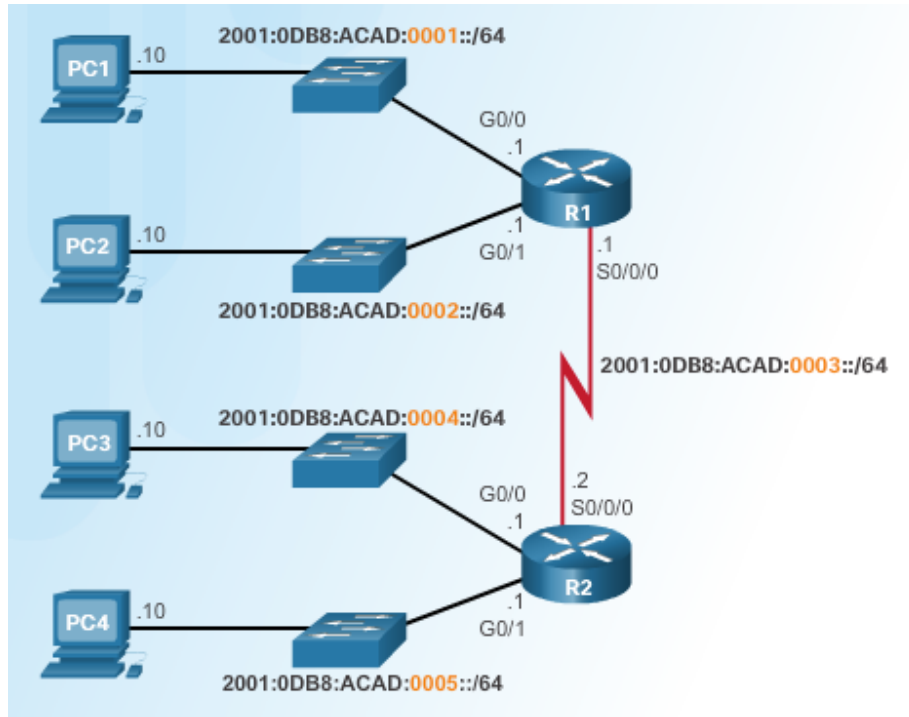 2001:0DB8:ACAD:0001::/64
PC1
.10
G0/0
.1
R1
PC2
.10
.1
G0/1
.1
S0/0/0
2001:0DB8:ACAD:0002::/64
2001:0DB8:ACAD:0003::/64
2001:0DB8:ACAD:0004::/64
PC3
.10
G0/0
.1
.2
S0/0/0
R2
PC4
.10
.1
G0/1
2001:0DB8:ACAD:0005::/64